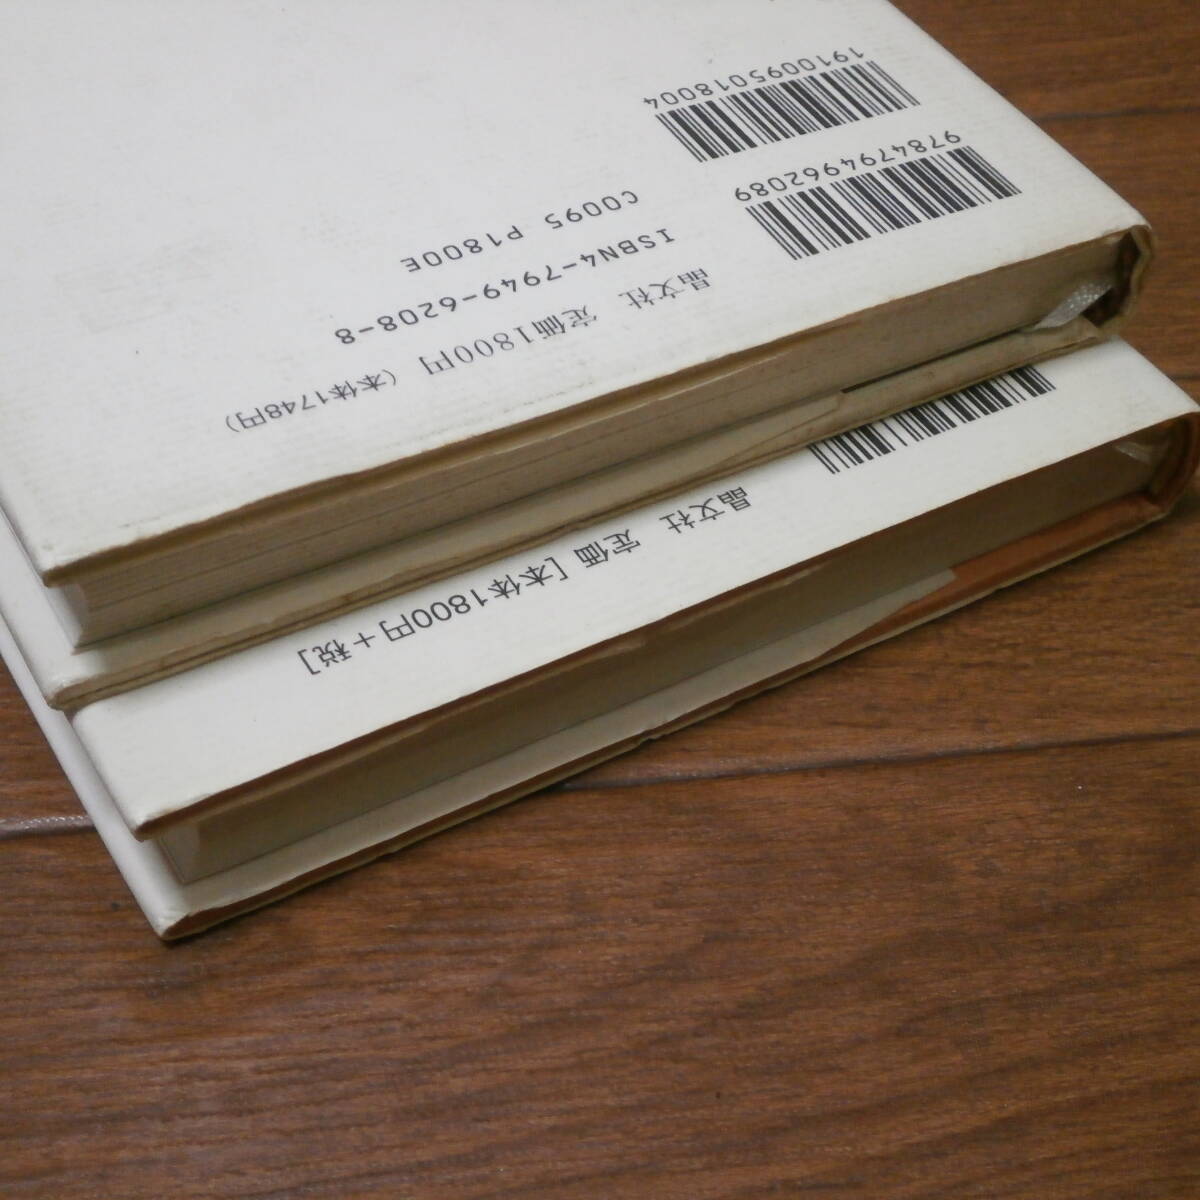 9784794962089
1910095018004
ISBN4-7949-6208-8
C0095 P1800E
晶文社 定価1800円（本体1748円）
晶文社 定価［本体1800円＋税］